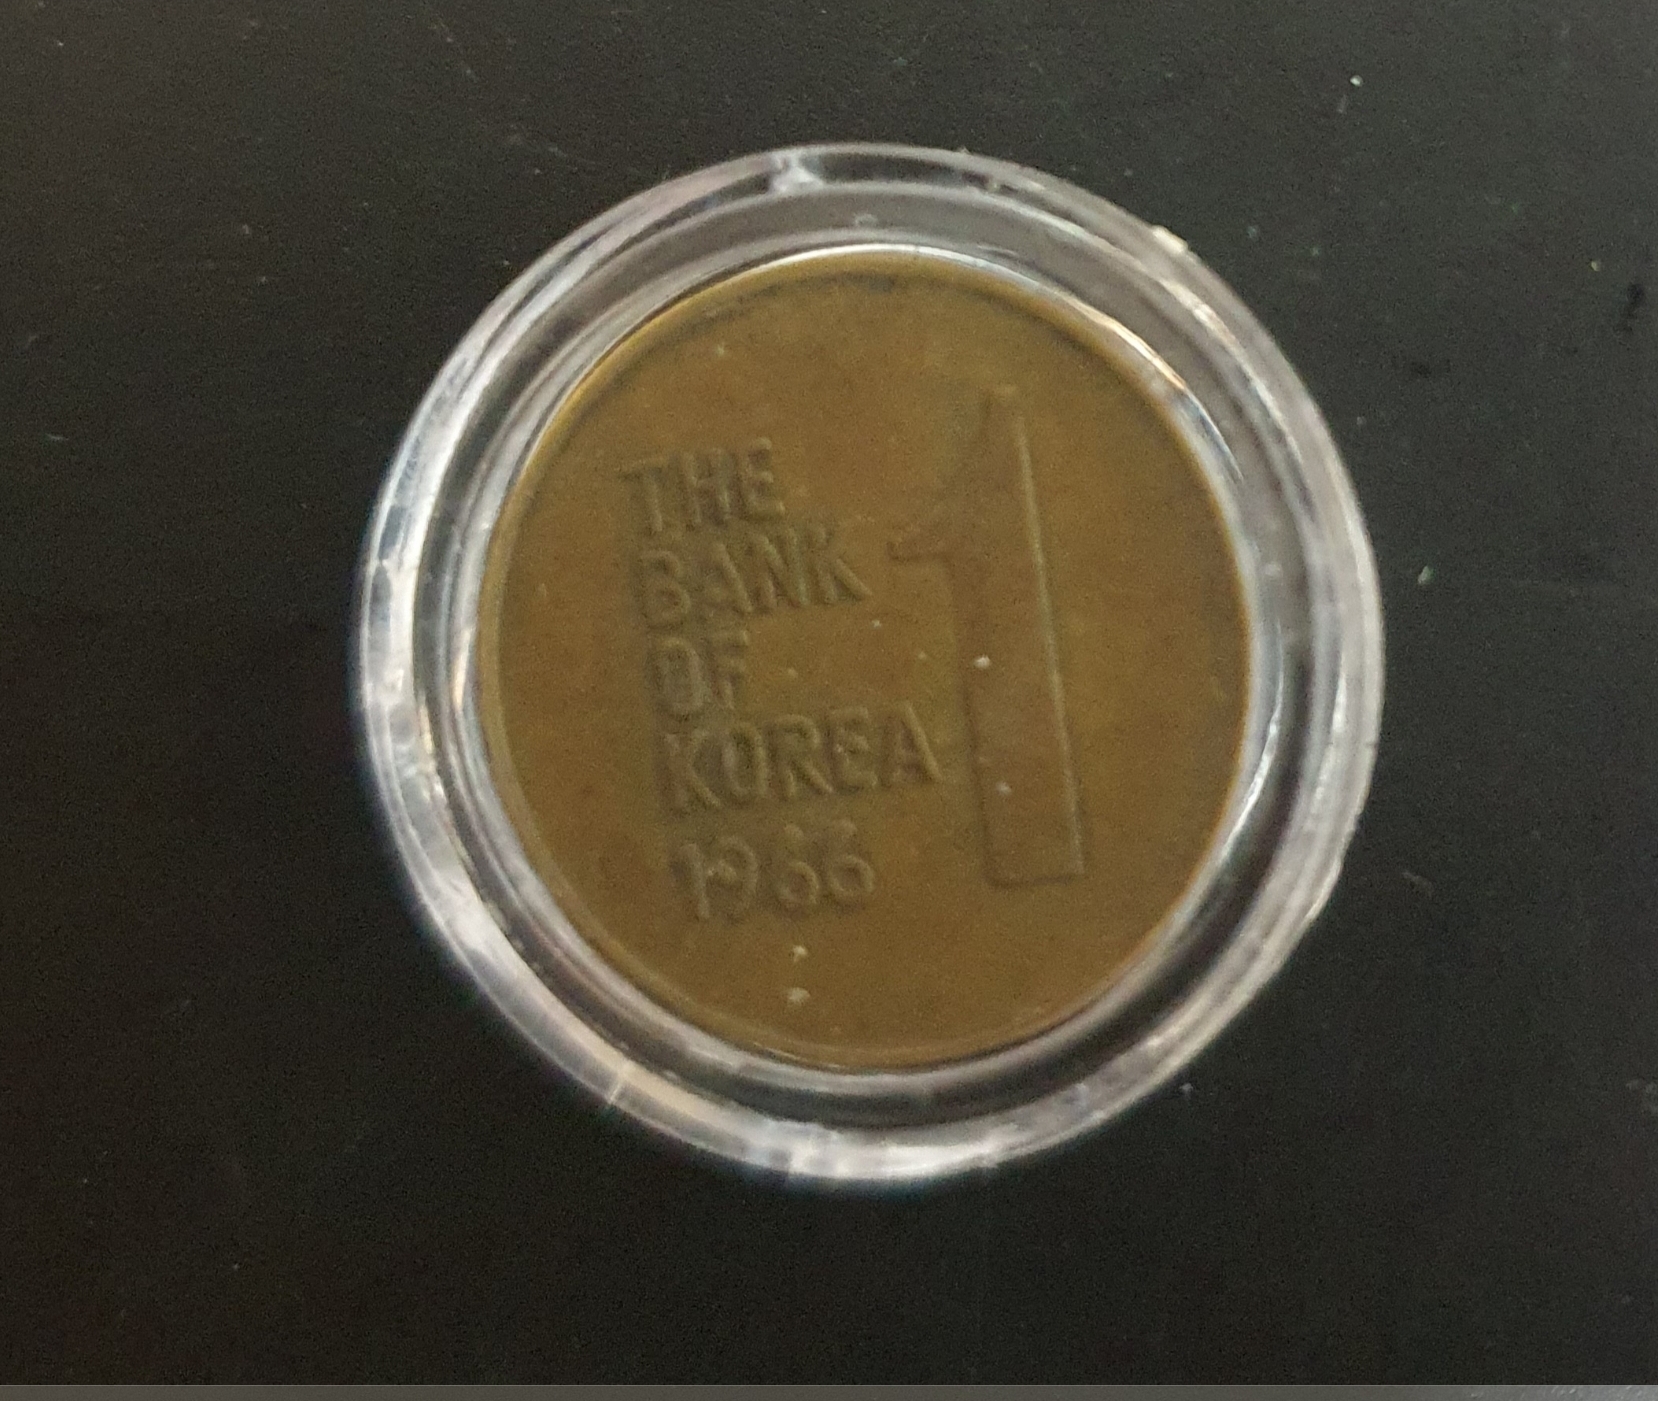 THE
BANK
OF
KOREA
1966
1